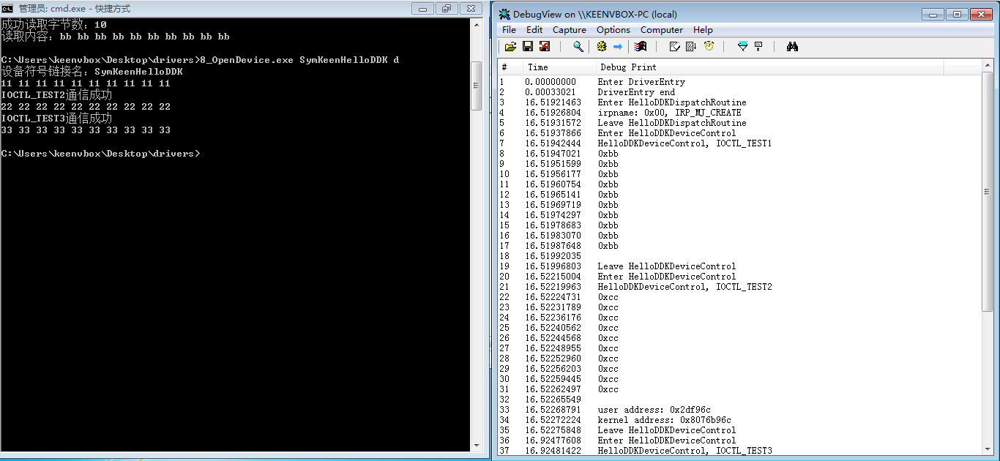 管理员: cmd.exe - 快捷方式
成功读取字节数：10
读取内容：bb bb bb bb bb bb bb bb bb bb
C:\Users\keenvbox\Desktop\drivers>8_OpenDevice.exe SymKeenHelloDDK d
设备符号链接名：SymKeenHelloDDK
11 11 11 11 11 11 11 11 11 11
IOCTL_TEST2通信成功
22 22 22 22 22 22 22 22 22 22
IOCTL_TEST3通信成功
33 33 33 33 33 33 33 33 33 33
C:\Users\keenvbox\Desktop\drivers>
DebugView on \\KEENVBOX-PC (local)
File Edit Capture Options Computer Help
# Time Debug Print
1 0.00000000 Enter DriverEntry
2 0.00033021 DriverEntry end
3 16.51921463 Enter HelloDDKDispatchRoutine
4 16.51926804 irpname: 0x00, IRP_MJ_CREATE
5 16.51931572 Leave HelloDDKDispatchRoutine
6 16.51937866 Enter HelloDDKDeviceControl
7 16.51942444 HelloDDKDeviceControl, IOCTL_TEST1
8 16.51947021 0xbb
9 16.51951599 0xbb
10 16.51956177 0xbb
11 16.51960754 0xbb
12 16.51965141 0xbb
13 16.51969719 0xbb
14 16.51974297 0xbb
15 16.51978683 0xbb
16 16.51983070 0xbb
17 16.51987648 0xbb
18 16.51992035
19 16.51996803 Leave HelloDDKDeviceControl
20 16.52215004 Enter HelloDDKDeviceControl
21 16.52219963 HelloDDKDeviceControl, IOCTL_TEST2
22 16.52224731 0xcc
23 16.52231789 0xcc
24 16.52236176 0xcc
25 16.52240562 0xcc
26 16.52244568 0xcc
27 16.52248955 0xcc
28 16.52252960 0xcc
29 16.52256203 0xcc
30 16.52259445 0xcc
31 16.52262497 0xcc
32 16.52265549
33 16.52268791 user address: 0x2df96c
34 16.52272224 kernel address: 0x8076b96c
35 16.52275848 Leave HelloDDKDeviceControl
36 16.92477608 Enter HelloDDKDeviceControl
37 16.92481422 HelloDDKDeviceControl, IOCTL_TEST3